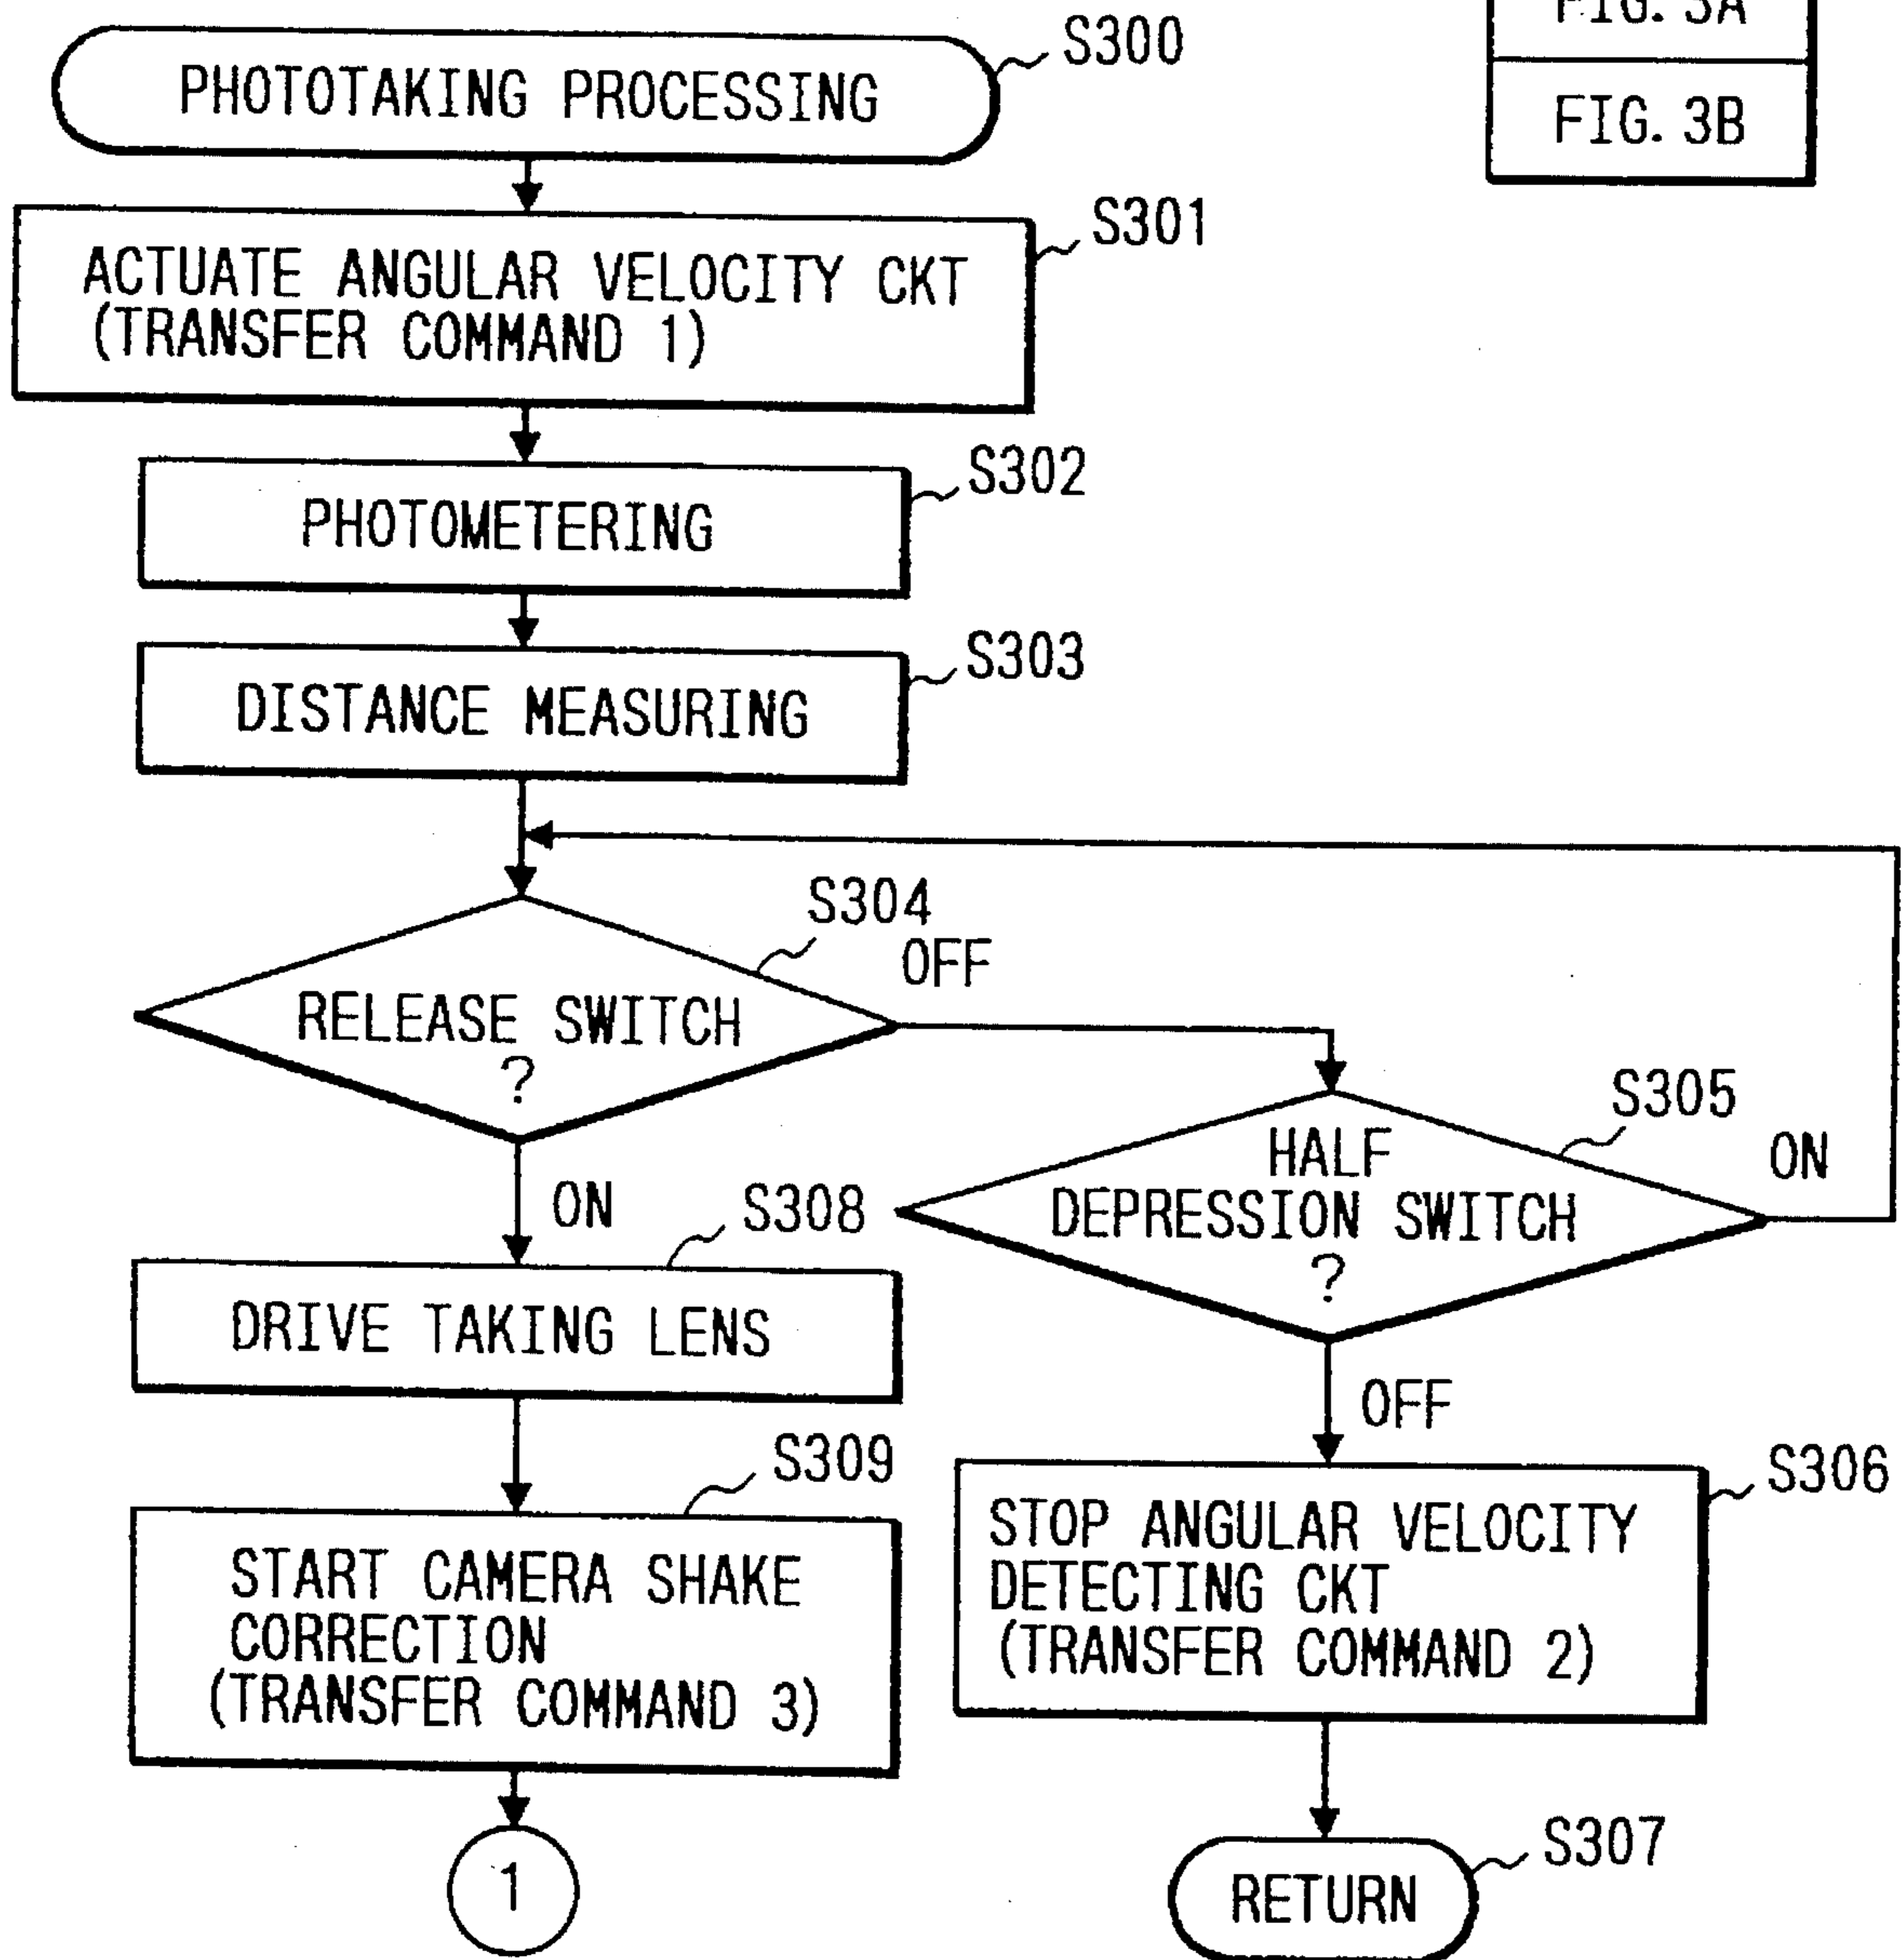 FIG. 3A
FIG. 3B
PHOTOTAKING PROCESSING
S300
ACTUATE ANGULAR VELOCITY CKT
(TRANSFER COMMAND 1)
S301
PHOTOMETERING
S302
DISTANCE MEASURING
S303
S304
OFF
RELEASE SWITCH
?
S305
ON
HALF
DEPRESSION SWITCH
?
ON
S308
DRIVE TAKING LENS
OFF
S309
START CAMERA SHAKE
CORRECTION
(TRANSFER COMMAND 3)
S306
STOP ANGULAR VELOCITY
DETECTING CKT
(TRANSFER COMMAND 2)
1
S307
RETURN